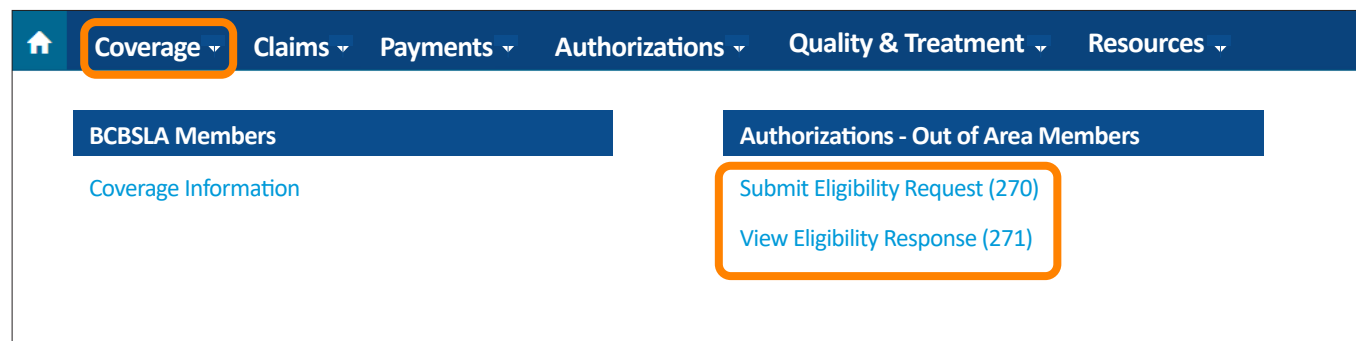 Coverage Claims Payments Authorizations Quality & Treatment Resources
BCBSLA Members
Coverage Information
Authorizations - Out of Area Members
Submit Eligibility Request (270)
View Eligibility Response (271)